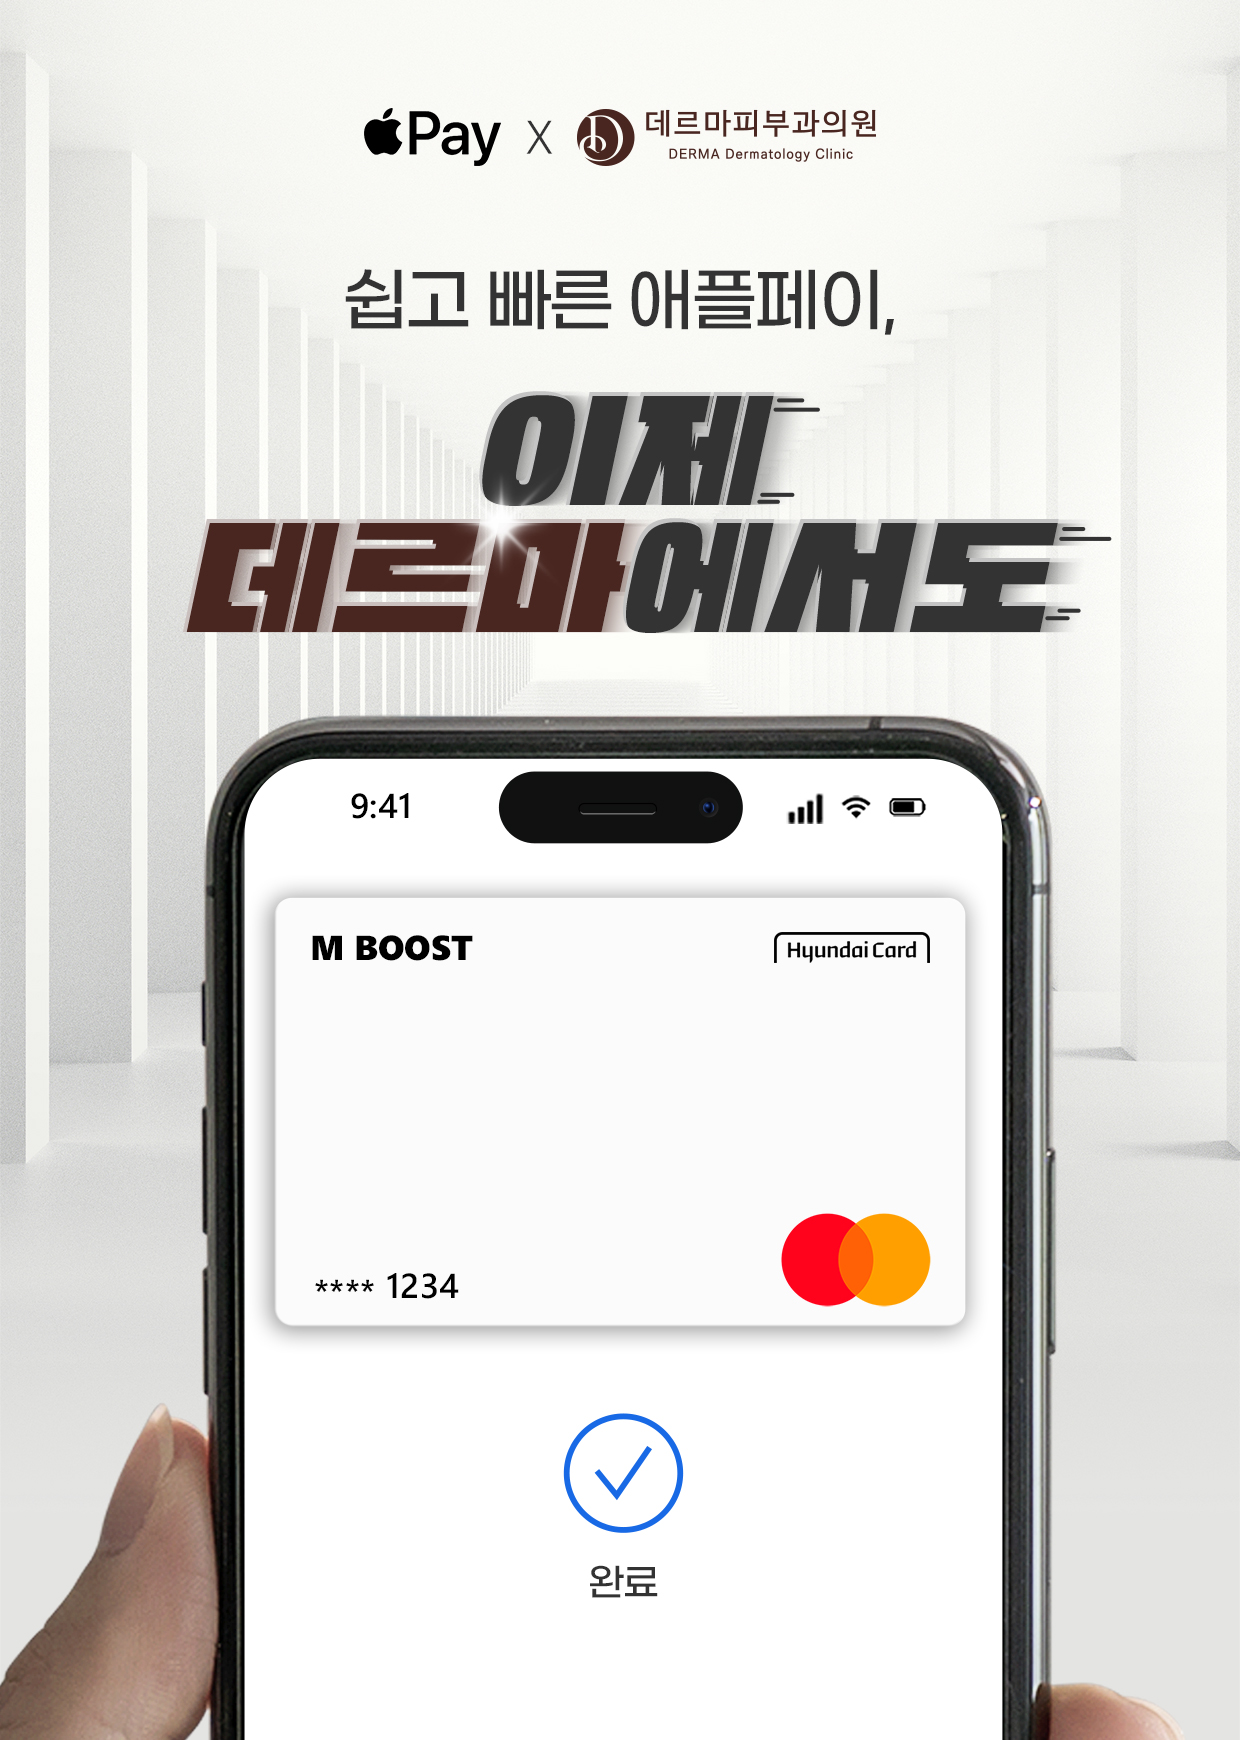 Pay X 데르마피부과의원
DERMA Dermatology Clinic
쉽고 빠른 애플페이,
이제
데르마에서도
9:41
M BOOST
Hyundai Card
**** 1234
완료